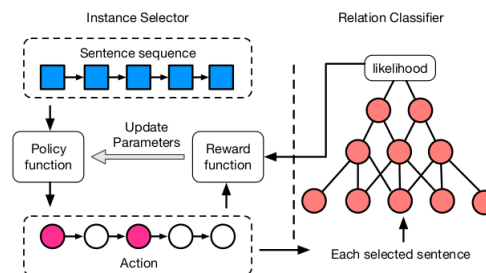 Instance Selector
Relation Classifier
Sentence sequence
likelihood
Update
Parameters
Policy
function
Reward
function
Action
Each selected sentence